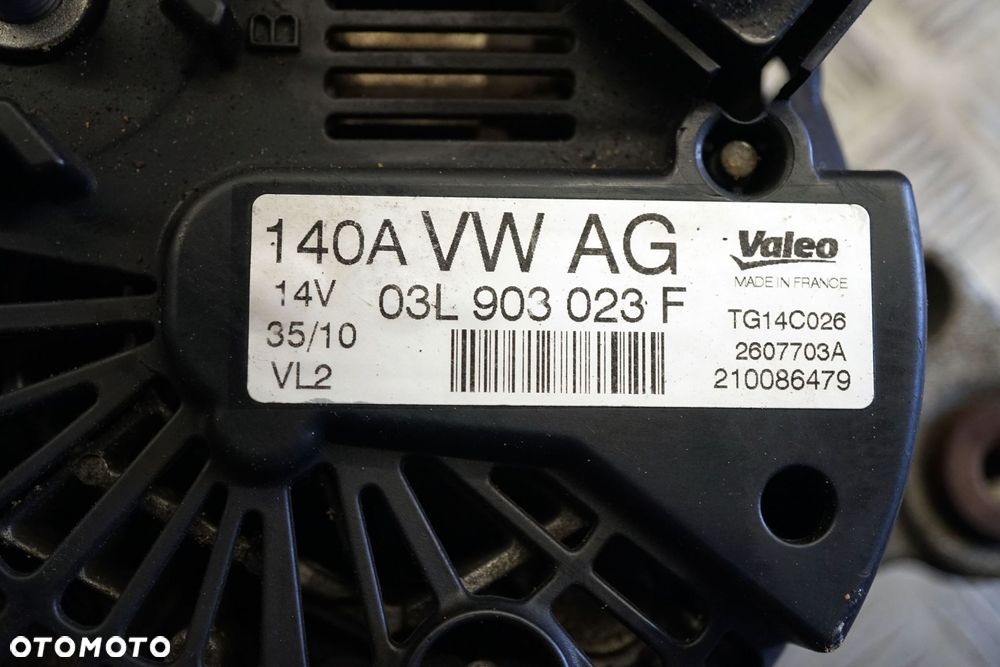 B
140A VW AG
14V 03L 903 023 F
35/10
VL2
Valeo
MADE IN FRANCE
TG14C026
2607703A
210086479
OTOMOTO